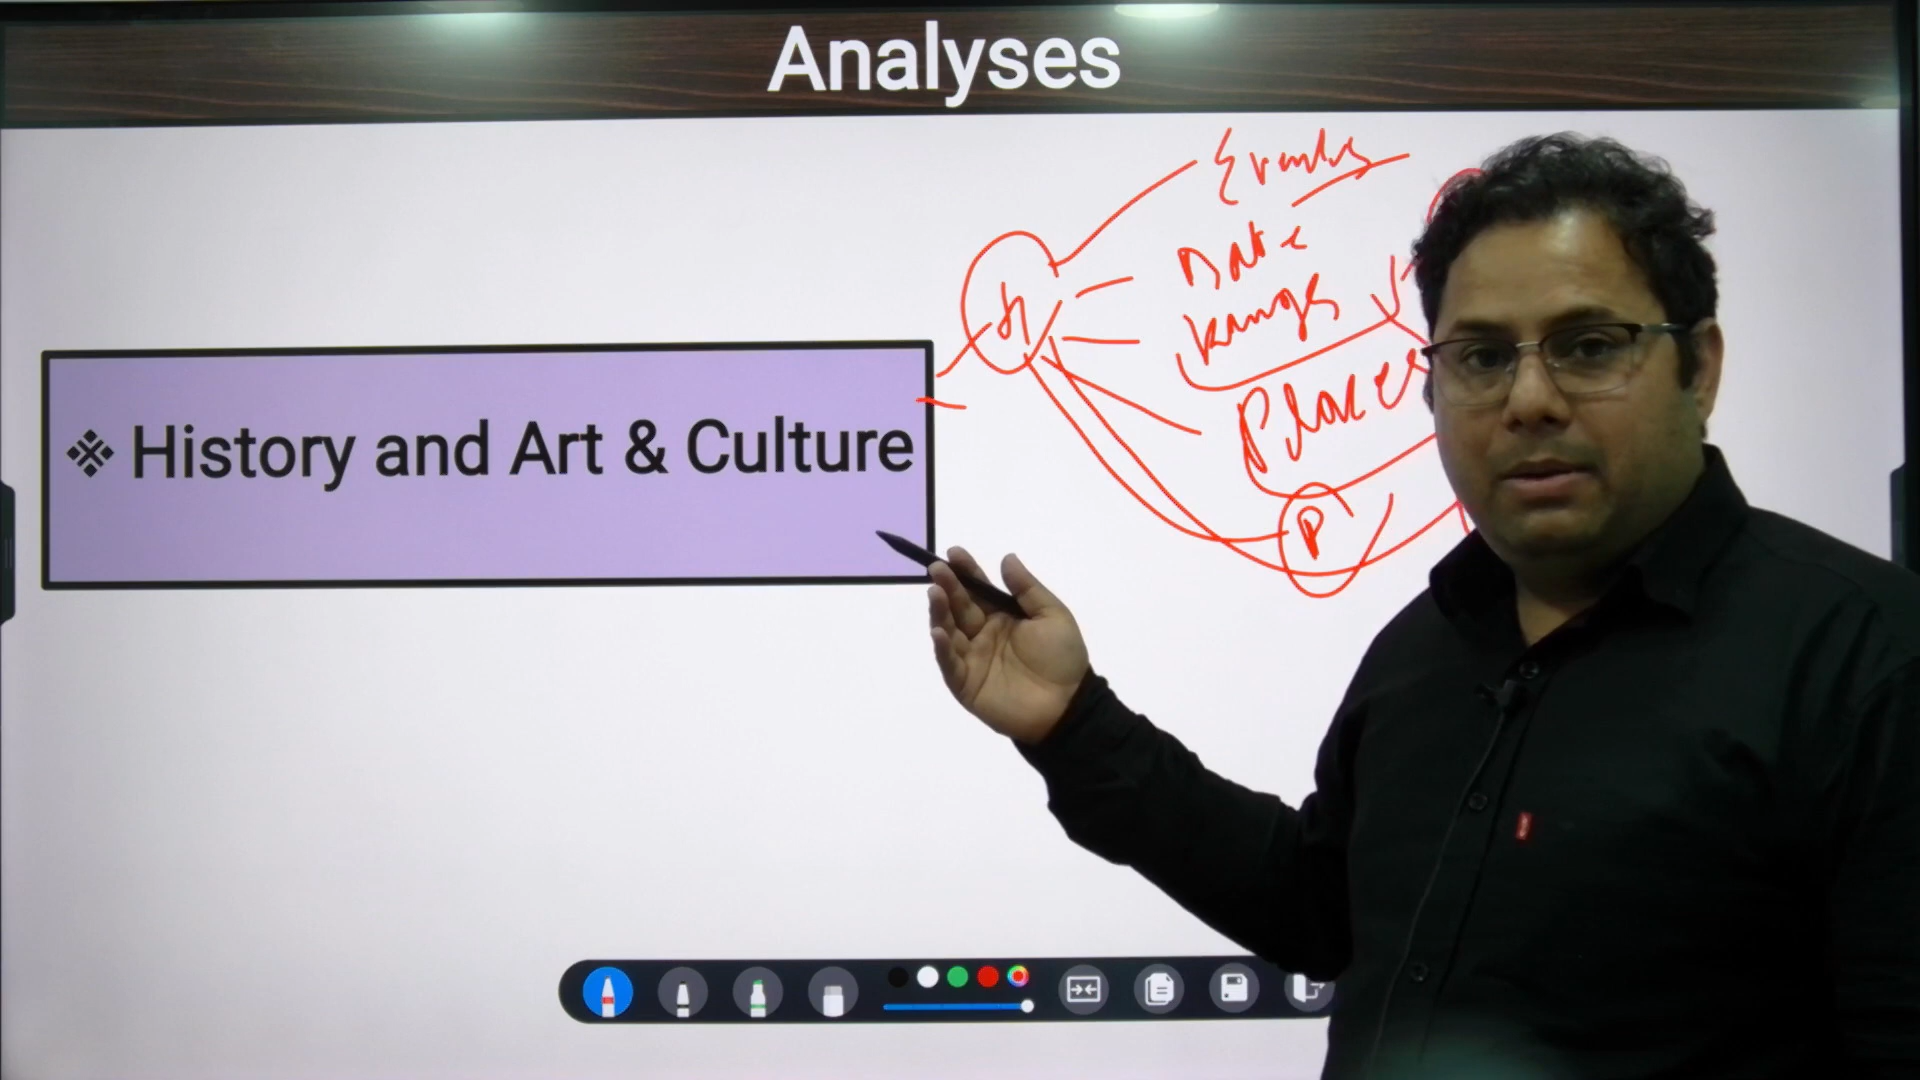 Analyses
Events
Date
H
kings
Places
History and Art & Culture
P